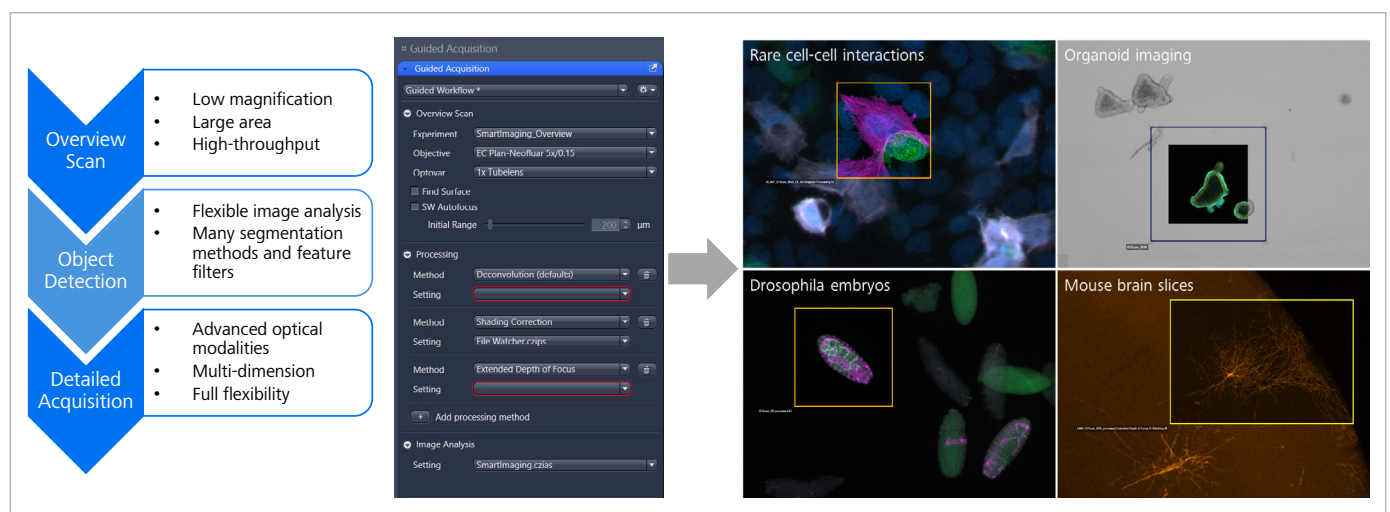 Overview
Scan
• Low magnification
• Large area
• High-throughput
Object
Detection
• Flexible image analysis
• Many segmentation
methods and feature
filters
Detailed
Acquisition
• Advanced optical
modalities
• Multi-dimension
• Full flexibility
Guided Acquisition
Guided Acquisition
Guided Workflow *
Overview Scan
Experiment SmartImaging_Overview
Objective EC Plan-Neofluar 5x/0.15
Optovar 1x Tubelens
Find Surface
SW Autofocus
Initial Range 200 µm
Processing
Method Deconvolution (defaults)
Setting
Method Shading Correction
Setting File Watcher.czips
Method Extended Depth of Focus
Setting
+ Add processing method
Image Analysis
Setting SmartImaging.czias
Rare cell-cell interactions
Organoid imaging
Drosophila embryos
Mouse brain slices